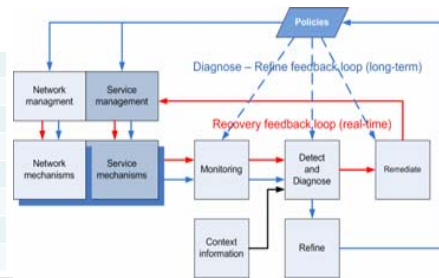 Policies
Diagnose – Refine feedback loop (long-term)
Network
managment
Service
management
Recovery feedback loop (real-time)
Network
mechanisms
Service
mechanisms
Monitoring
Detect
and
Diagnose
Remediate
Context
information
Refine